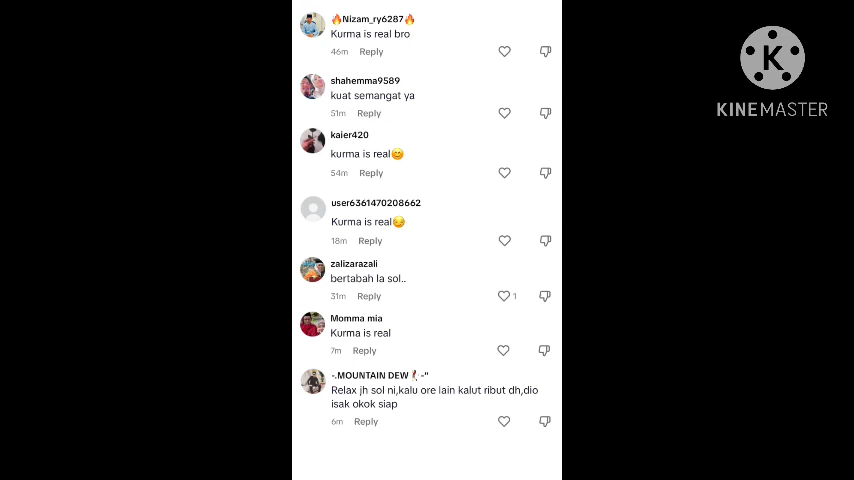 🔥Nizam_ry6287🔥
Kurma is real bro
46m Reply
shahemma9589
kuat semangat ya
51m Reply
kaier420
kurma is real😊
54m Reply
user6361470208662
Kurma is real😏
18m Reply
zalizarazali
bertabah la sol..
31m Reply 1
Momma mia
Kurma is real
7m Reply
-.MOUNTAIN DEW💃🏻-"
Relax jh sol ni,kalu ore lain kalut ribut dh,dio
isak okok siap
6m Reply
K
KINEMASTER